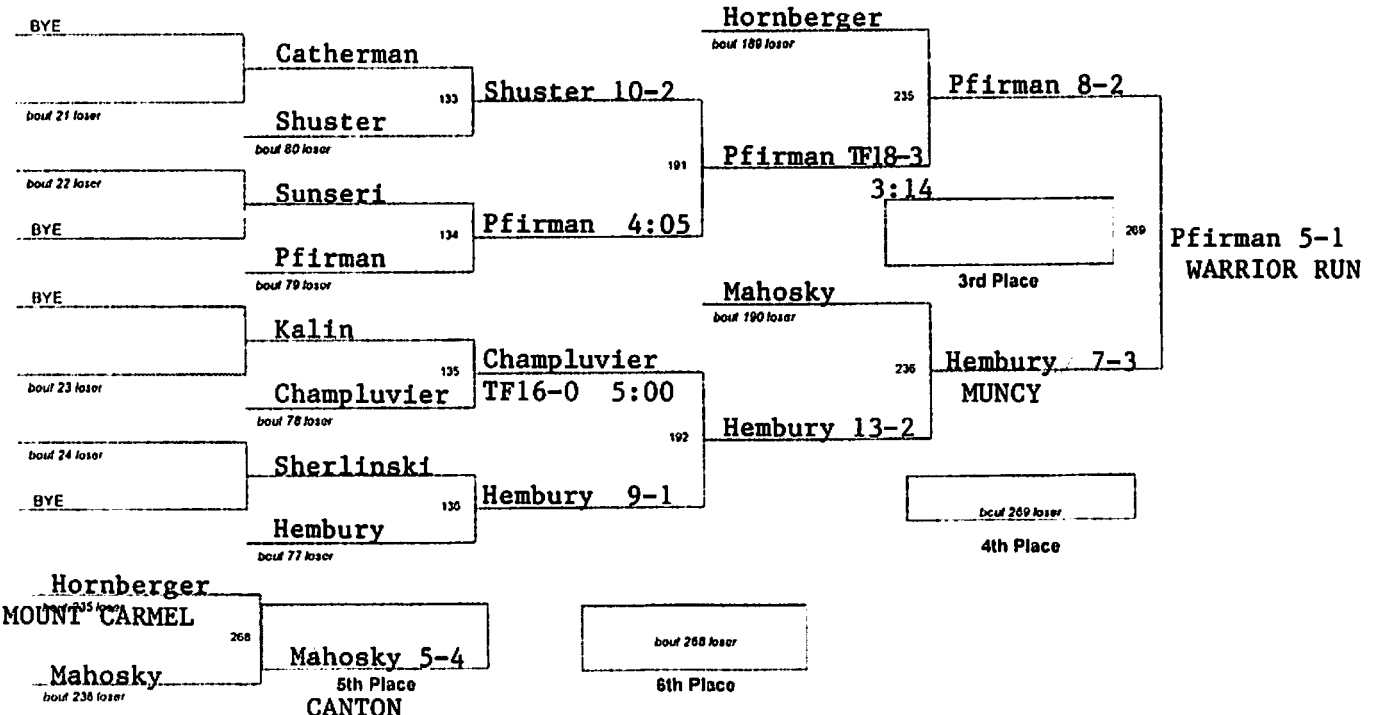 BYE
bout 21 loser
Catherman
133
Shuster
bout 80 loser
Shuster 10-2
bout 22 loser
BYE
Sunseri
134
Pfirman
bout 79 loser
Pfirman 4:05
191
Hornberger
bout 189 loser
235
Pfirman TF18-3
3:14
Pfirman 8-2
3rd Place
269
Pfirman 5-1
WARRIOR RUN
BYE
bout 23 loser
Kalin
135
Champluvier
bout 78 loser
Champluvier
TF16-0 5:00
bout 24 loser
BYE
Sherlinski
136
Hembury
bout 77 loser
Hembury 9-1
192
Mahosky
bout 190 loser
236
Hembury 13-2
Hembury 7-3
MUNCY
bout 269 loser
4th Place
Hornberger
bout 235 loser
MOUNT CARMEL
268
Mahosky
bout 236 loser
Mahosky 5-4
5th Place
CANTON
bout 268 loser
6th Place